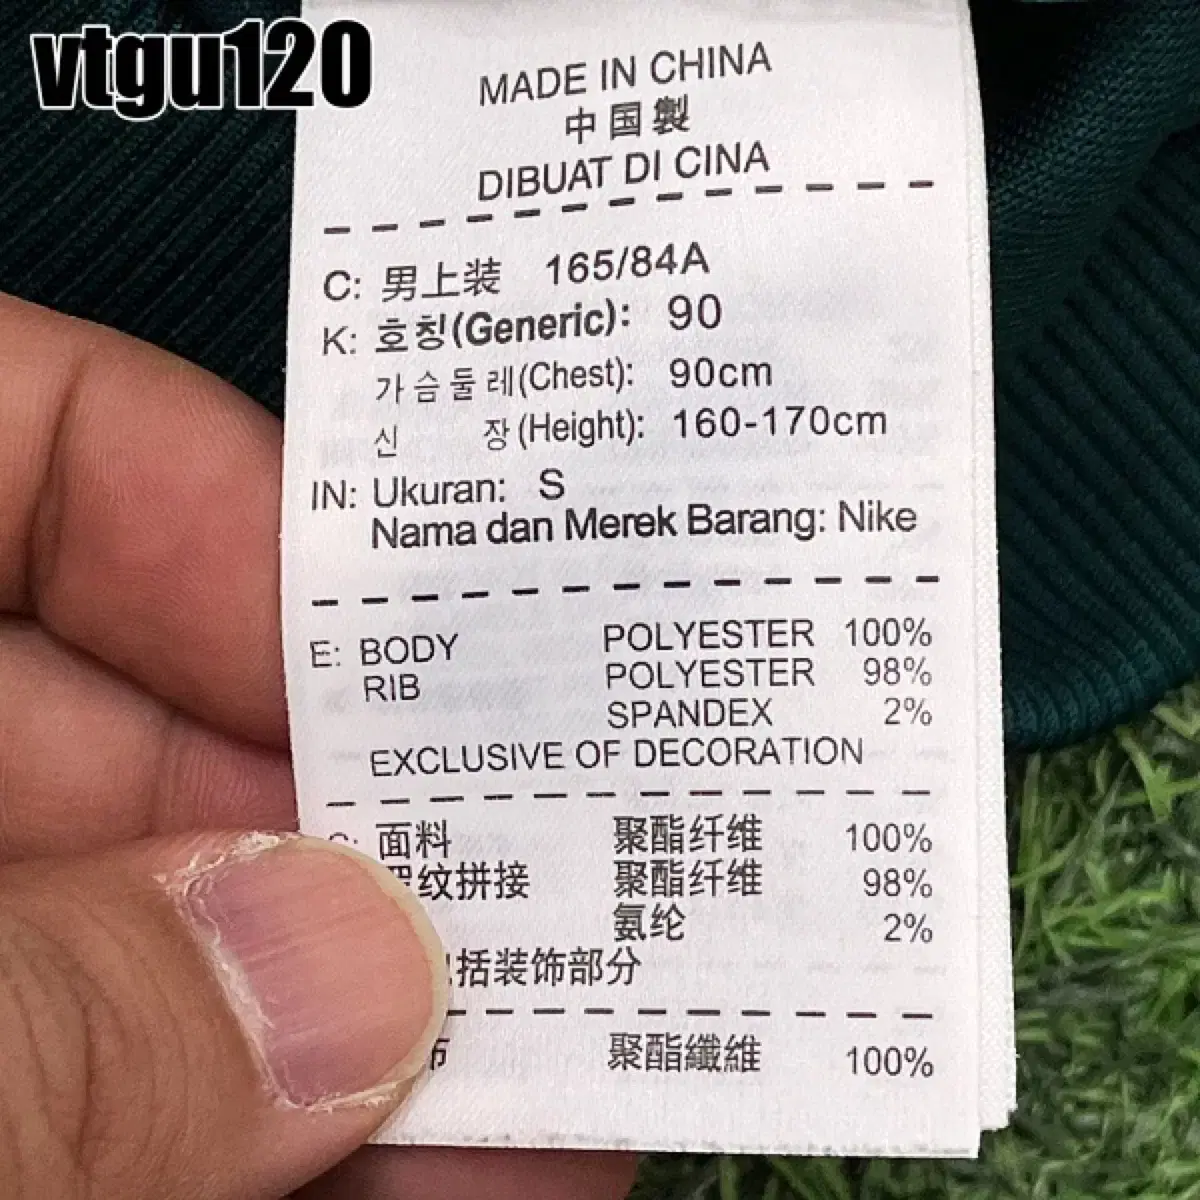 vtgu120
MADE IN CHINA
中国製
DIBUAT DI CINA
C: 男上装 165/84A
K: 호칭(Generic): 90
가슴둘레(Chest): 90cm
신 장(Height): 160-170cm
IN: Ukuran: S
Nama dan Merek Barang: Nike
E: BODY POLYESTER 100%
RIB POLYESTER 98%
SPANDEX 2%
EXCLUSIVE OF DECORATION
面料 聚酯纤维 100%
纹拼接 聚酯纤维 98%
氨纶 2%
括装饰部分
聚酯纖維 100%